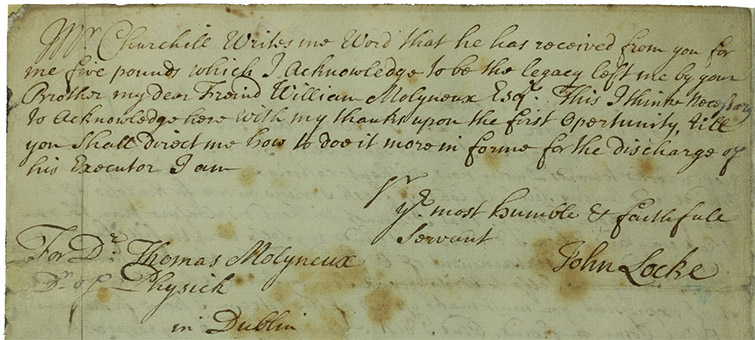 Mr. Churchill Writes me Word that he has received from you for
me five pounds which I Acknowledge to be the legacy left me by your
Brother my dear Freind William Molyneux Esqr. This I thinke Necessary
to Acknowledge here with my thanks upon the first Opertunity, till
you Shall direct me how to doe it more in forme for the discharge of
his Executor I am
Sr
yr. most humble & faithfull
Servant
John Locke
For Dr. Thomas Molyneux
Dr. of Physick
in Dublin